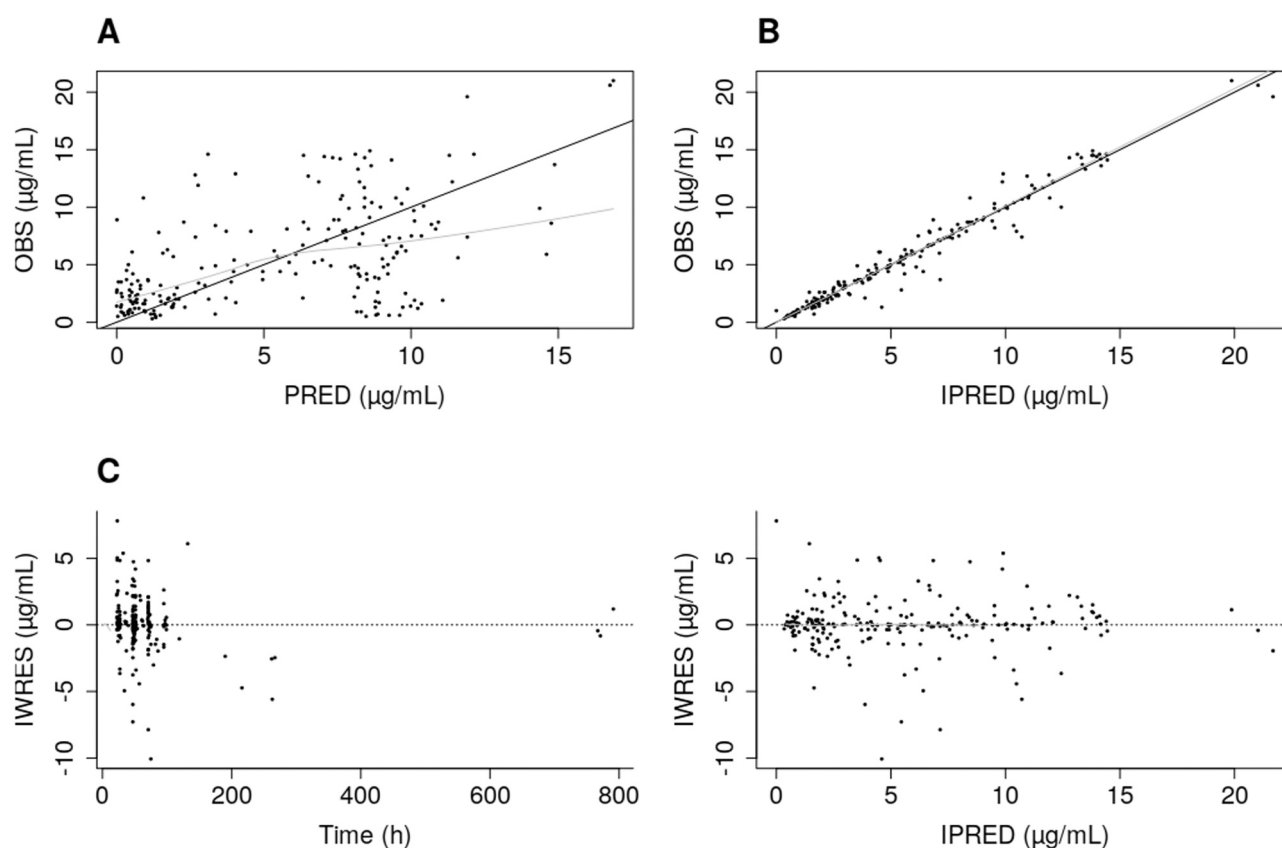 A
OBS (µg/mL)
0 5 10 15 20
0 5 10 15
PRED (µg/mL)
B
OBS (µg/mL)
0 5 10 15 20
0 5 10 15 20
IPRED (µg/mL)
C
IWRES (µg/mL)
-10 -5 0 5
0 200 400 600 800
Time (h)
IWRES (µg/mL)
-10 -5 0 5
0 5 10 15 20
IPRED (µg/mL)